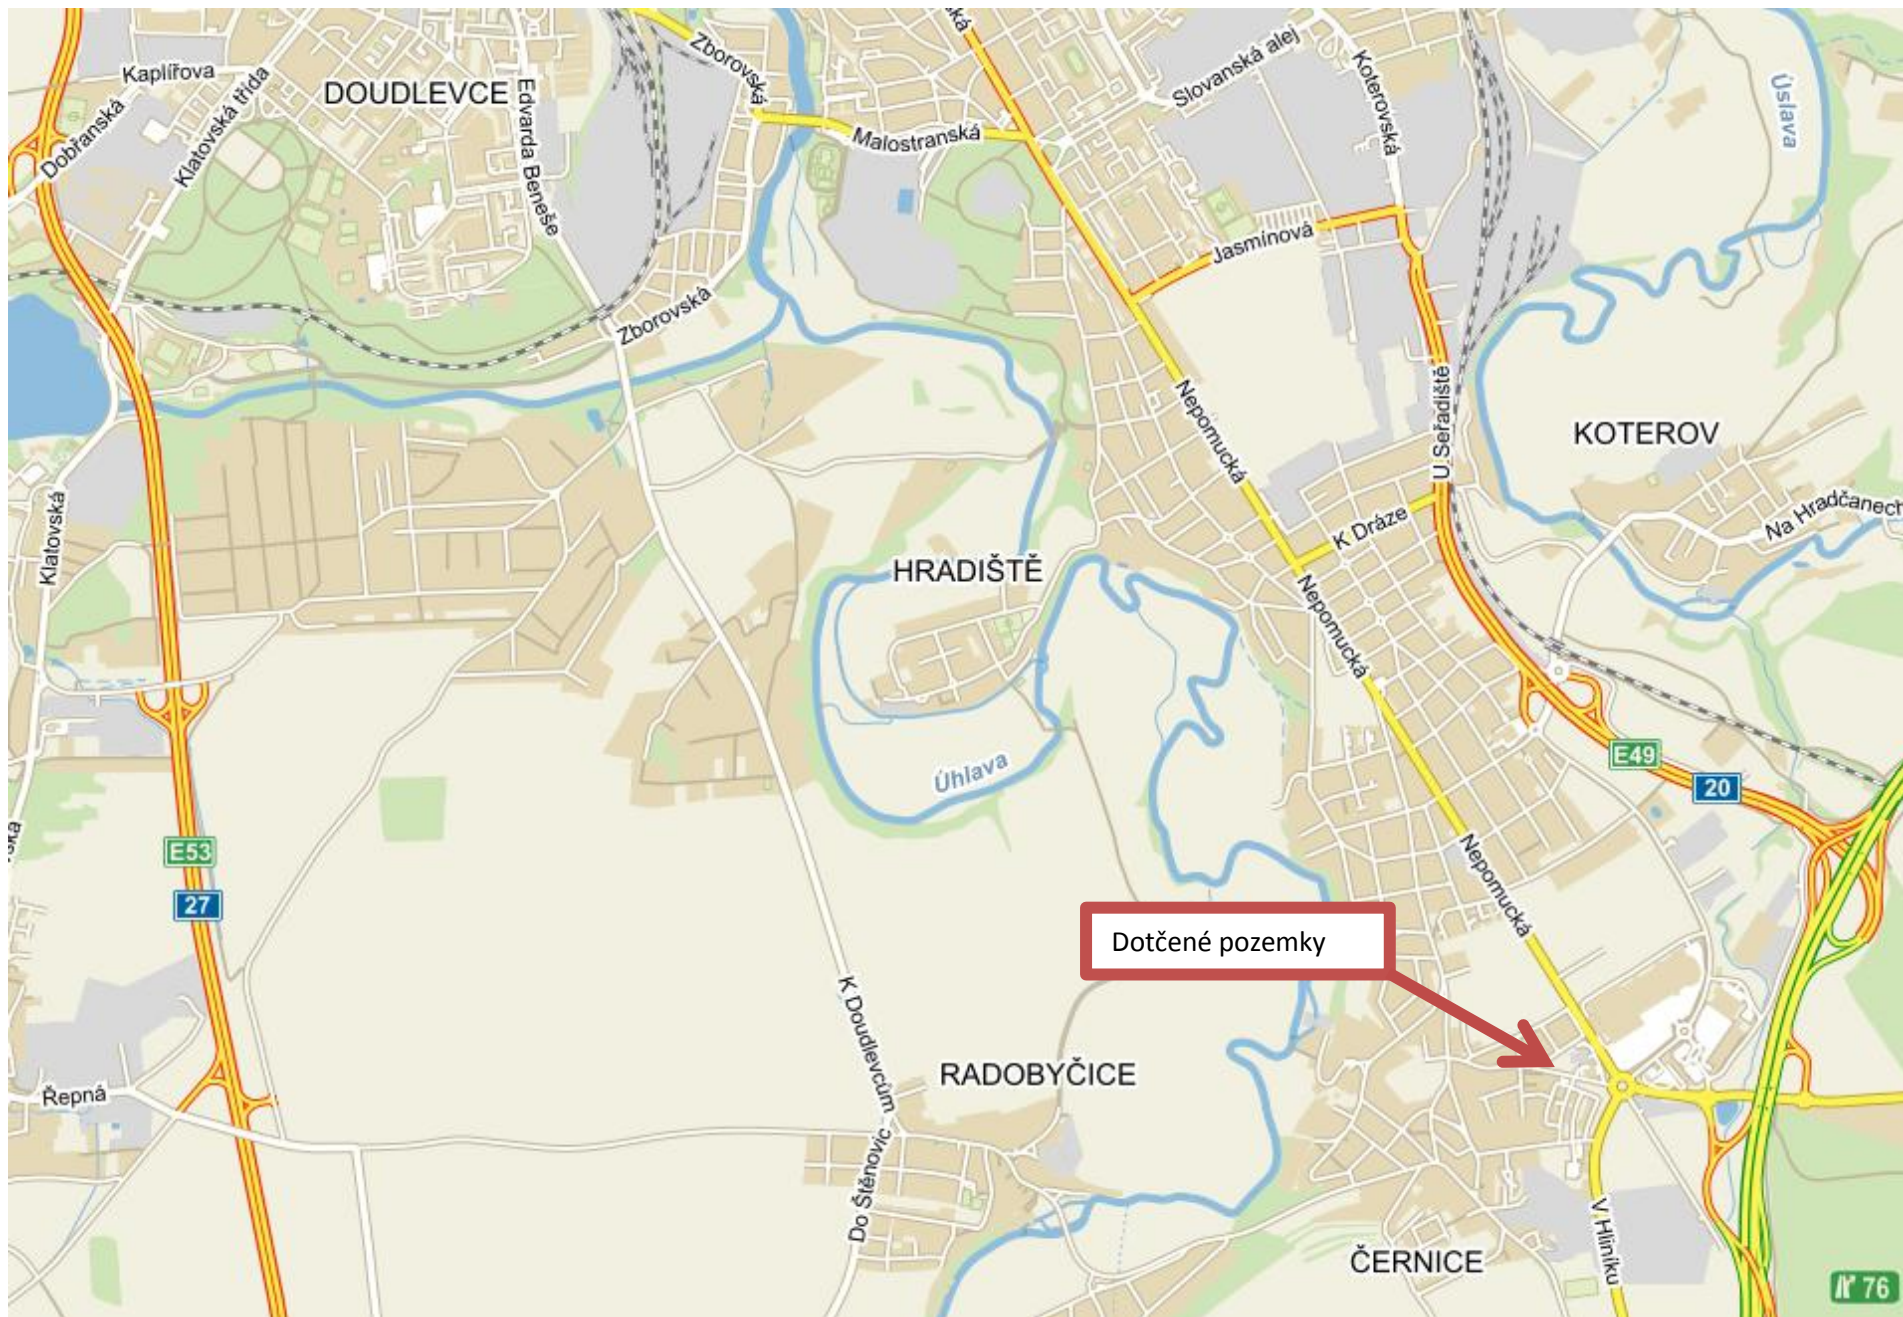 ská
Kaplířova
DOUDLEVCE
Zborovská
Slovanská alej
Koterovská
Úslava
Dobřanská
Klatovská třída
Edvarda Beneše
Malostranská
Jasmínová
Zborovská
Nepomucká
U Seřadiště
KOTEROV
Klatovská
K Dráze
Na Hradčanech
HRADIŠTĚ
Nepomucká
Úhlava
E49
20
E53
27
ská
Nepomucká
Dotčené pozemky
K Doudlevcům
RADOBYČICE
Řepná
Do Štěnovic
V Hliníku
ČERNICE
76